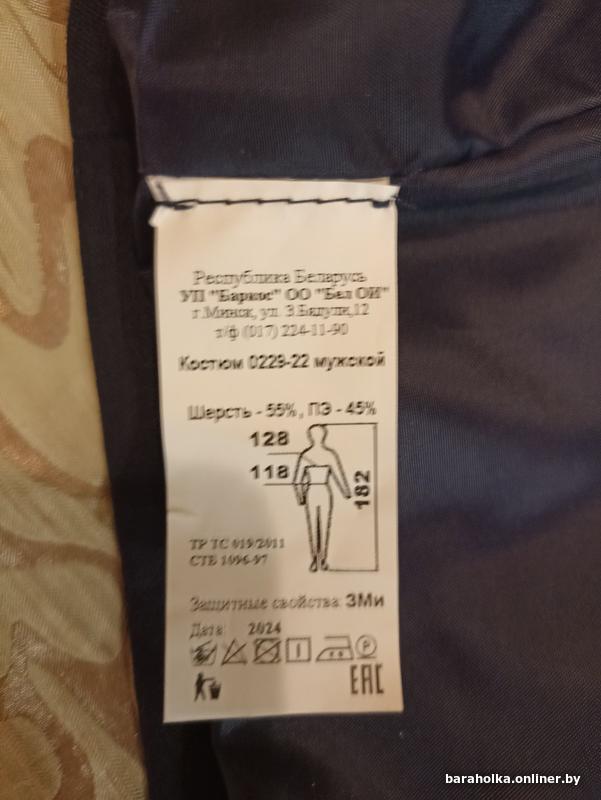 Республика Беларусь
УП "Баркос" ОО "Бел ОИ"
г.Минск, ул. З.Бядули,12
т/ф (017) 224-11-90
Костюм 0229-22 мужской
Шерсть - 55% , ПЭ - 45%
128
118
182
ТР ТС 019/2011
СТБ 1096-97
Защитные свойства ЗМи
Дата 2024
P
ЕАС
baraholka.onliner.by